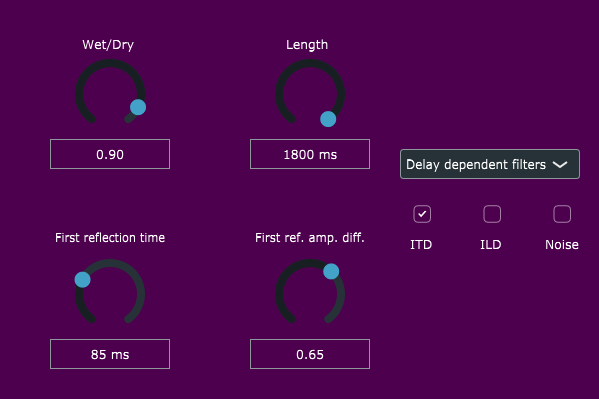 Wet/Dry
Length
0.90
1800 ms
Delay dependent filters
ITD
ILD
Noise
First reflection time
First ref. amp. diff.
85 ms
0.65